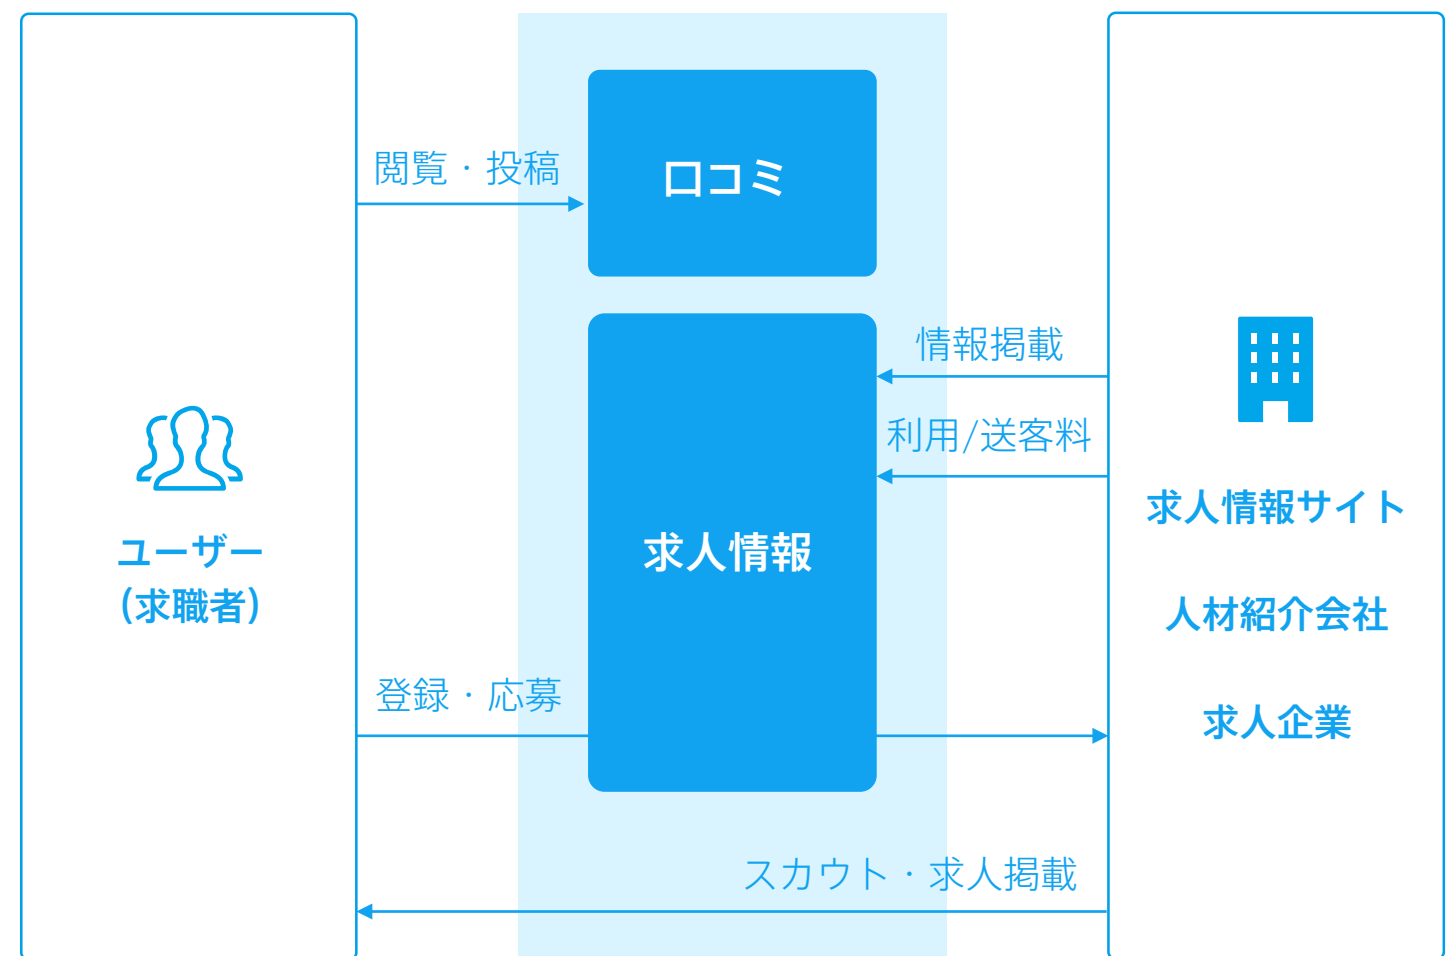 閲覧・投稿
口コミ
情報掲載
利用/送客料
求人情報
ユーザー
(求職者)
求人情報サイト
人材紹介会社
求人企業
登録・応募
スカウト・求人掲載